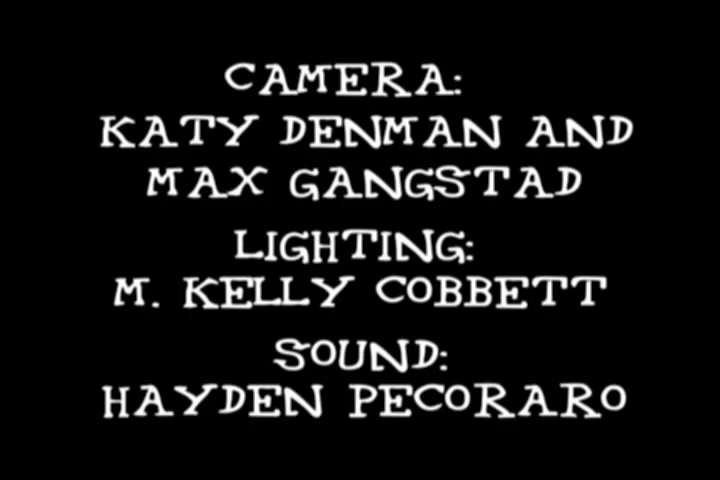 CAMERA:
KATY DENMAN AND
MAX GANGSTAD
LIGHTING:
M. KELLY COBBETT
SOUND:
HAYDEN PECORARO